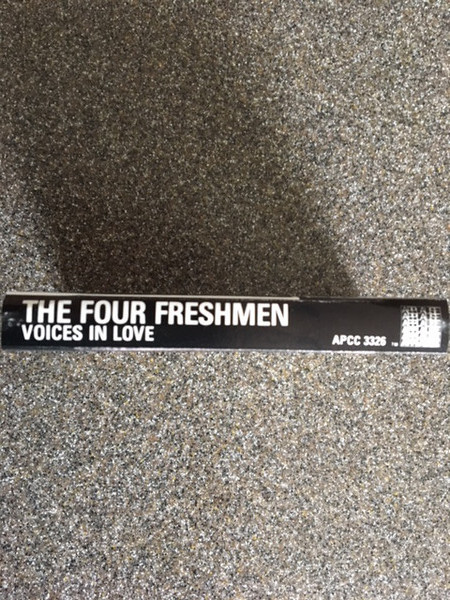 THE FOUR FRESHMEN
VOICES IN LOVE
APCC 3326